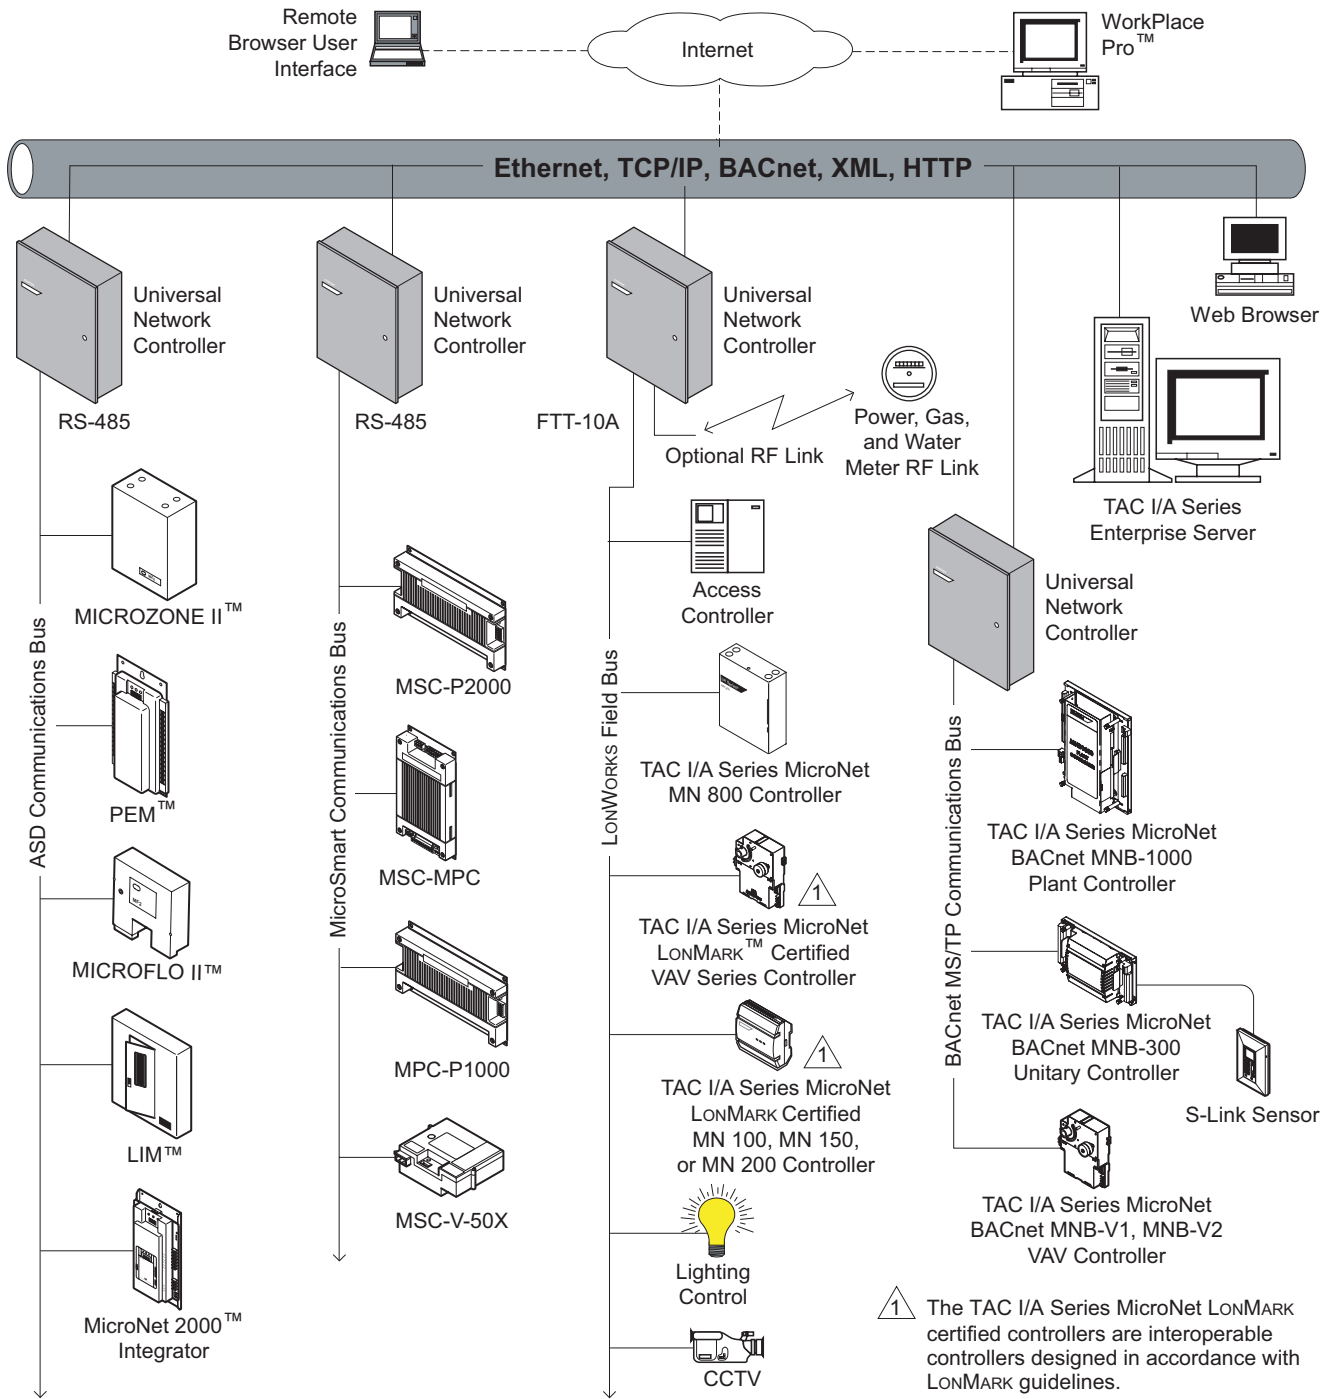 Remote
Browser User
Interface
Internet
WorkPlace
Pro™
Ethernet, TCP/IP, BACnet, XML, HTTP
Universal
Network
Controller
RS-485
Universal
Network
Controller
RS-485
Universal
Network
Controller
FTT-10A
Optional RF Link
Power, Gas,
and Water
Meter RF Link
Web Browser
TAC I/A Series
Enterprise Server
Universal
Network
Controller
ASD Communications Bus
MICROZONE II™
PEM™
MICROFLO II™
LIM™
MicroNet 2000™
Integrator
MicroSmart Communications Bus
MSC-P2000
MSC-MPC
MPC-P1000
MSC-V-50X
LONWORKS Field Bus
Access
Controller
TAC I/A Series MicroNet
MN 800 Controller
1
TAC I/A Series MicroNet
LONMARK™ Certified
VAV Series Controller
1
TAC I/A Series MicroNet
LONMARK Certified
MN 100, MN 150,
or MN 200 Controller
Lighting
Control
CCTV
BACnet MS/TP Communications Bus
TAC I/A Series MicroNet
BACnet MNB-1000
Plant Controller
TAC I/A Series MicroNet
BACnet MNB-300
Unitary Controller
S-Link Sensor
TAC I/A Series MicroNet
BACnet MNB-V1, MNB-V2
VAV Controller
1 The TAC I/A Series MicroNet LONMARK
certified controllers are interoperable
controllers designed in accordance with
LONMARK guidelines.